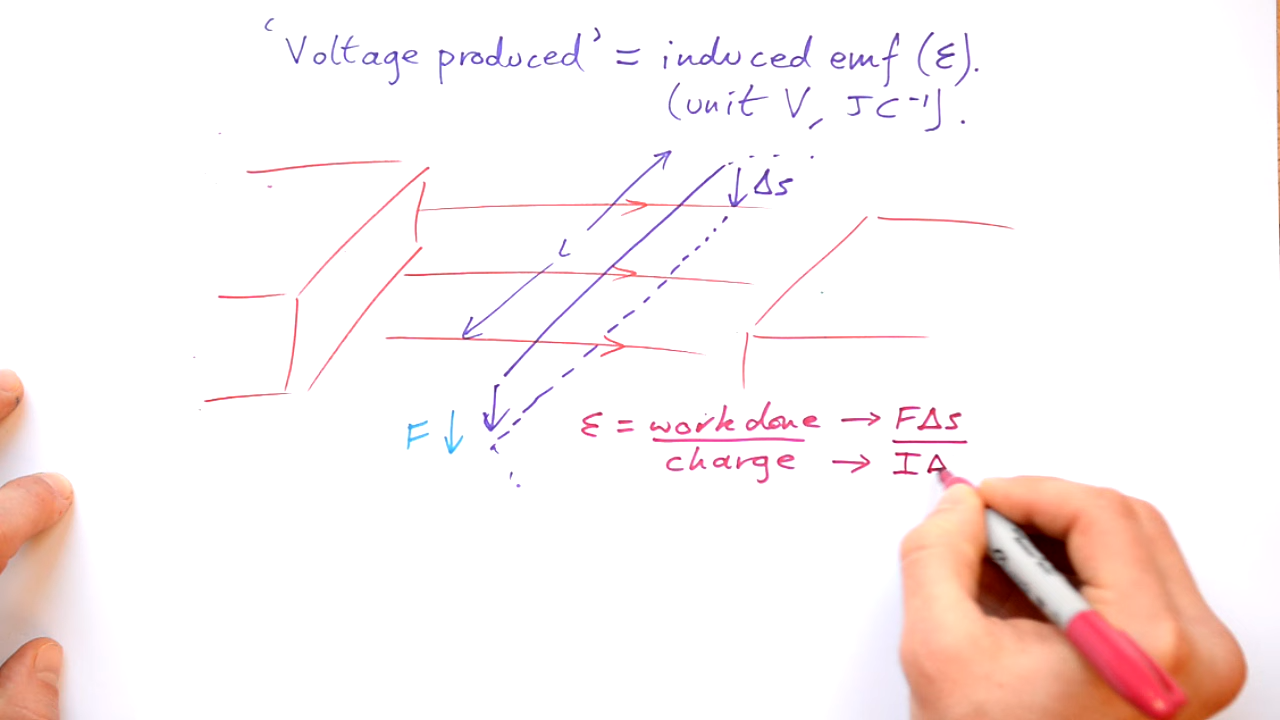 ‘Voltage produced’ = induced emf (ε).
(unit V, JC⁻¹).
Δs
L
F ↓
ε = work done → FΔs
charge → IΔ